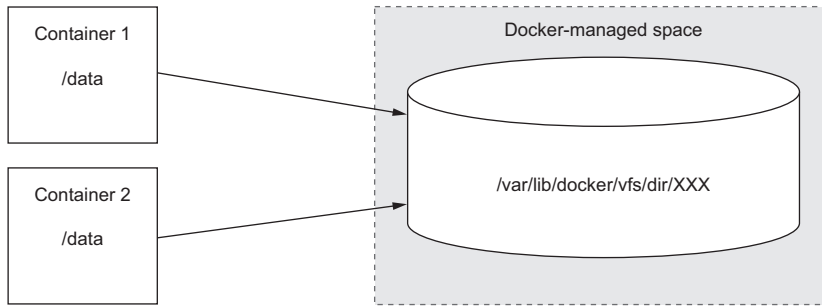 Container 1
/data
Docker-managed space
/var/lib/docker/vfs/dir/XXX
Container 2
/data